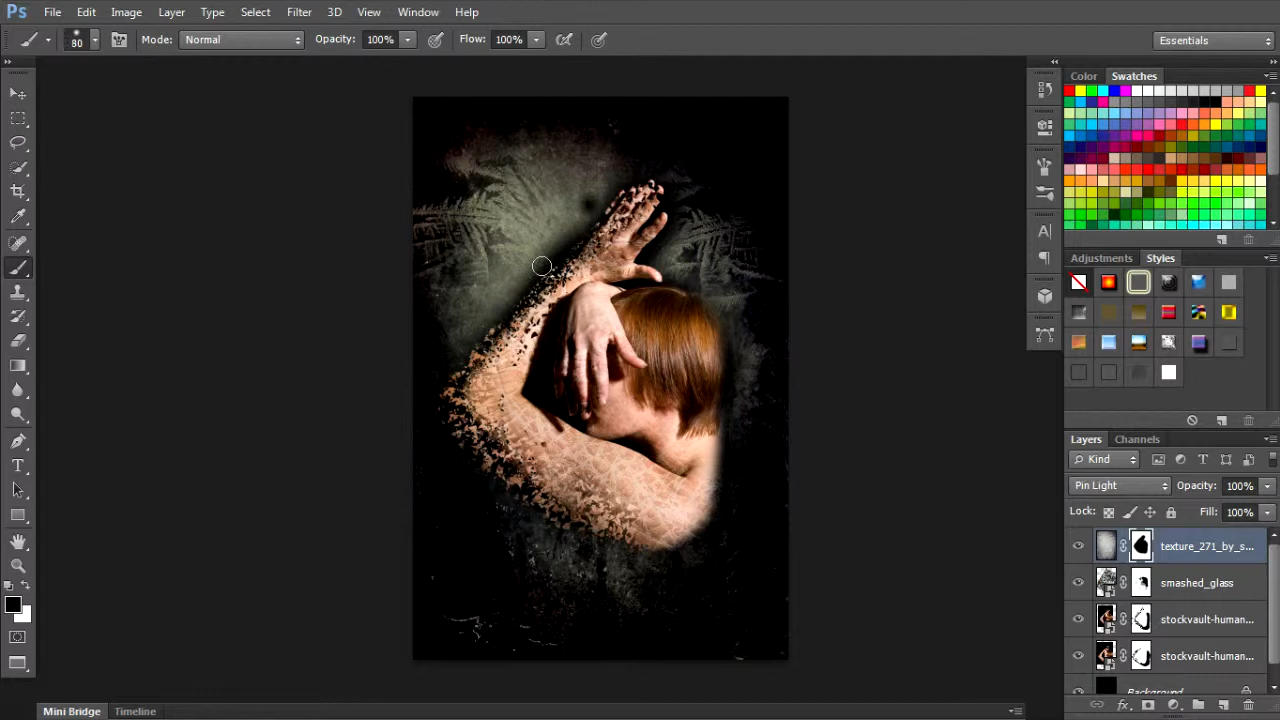 Ps File Edit Image Layer Type Select Filter 3D View Window Help
80 Mode: Normal Opacity: 100% Flow: 100% Essentials
Color Swatches
Adjustments Styles
Layers Channels
Kind
Pin Light Opacity: 100%
Lock: Fill: 100%
texture_271_by_s...
smashed_glass
stockvault-human...
stockvault-human...
Background
Mini Bridge Timeline